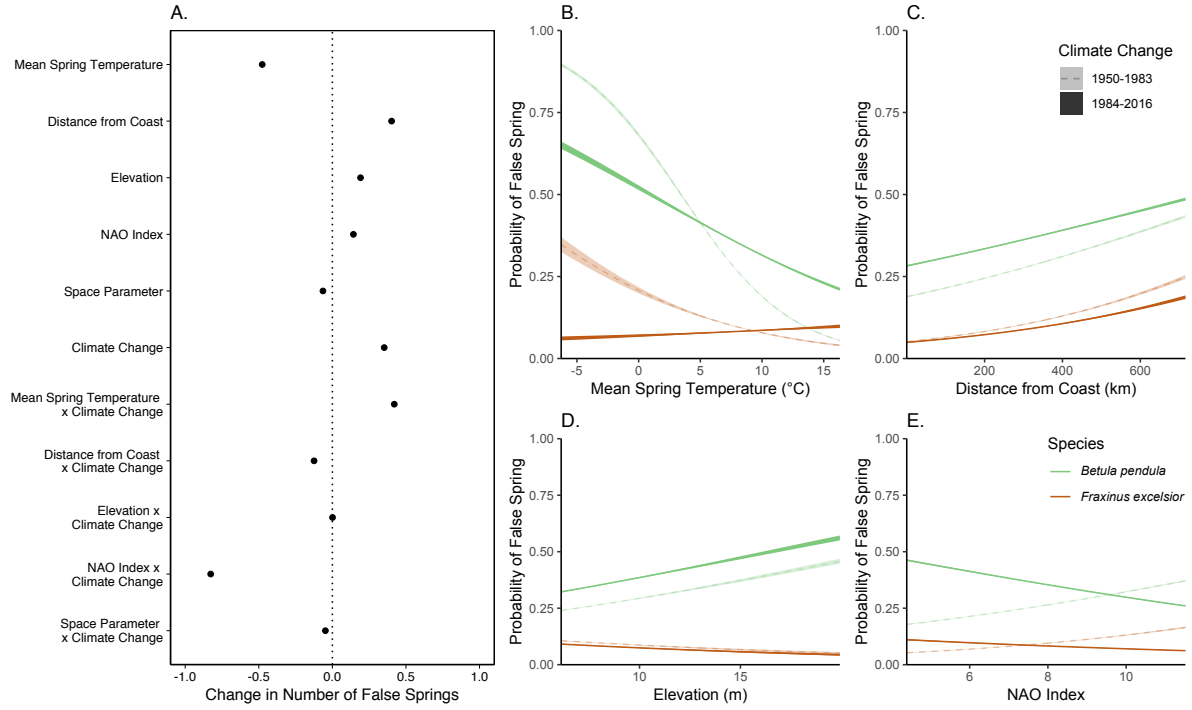 A.
Mean Spring Temperature
Distance from Coast
Elevation
NAO Index
Space Parameter
Climate Change
Mean Spring Temperature
x Climate Change
Distance from Coast
x Climate Change
Elevation x
Climate Change
NAO Index x
Climate Change
Space Parameter
x Climate Change
-1.0 -0.5 0.0 0.5 1.0
Change in Number of False Springs
B.
Probability of False Spring
1.00
0.75
0.50
0.25
0.00
-5 0 5 10 15
Mean Spring Temperature (°C)
C.
Probability of False Spring
1.00
0.75
0.50
0.25
0.00
200 400 600
Distance from Coast (km)
Climate Change
1950-1983
1984-2016
D.
Probability of False Spring
1.00
0.75
0.50
0.25
0.00
10 15
Elevation (m)
E.
Probability of False Spring
1.00
0.75
0.50
0.25
0.00
6 8 10
NAO Index
Species
Betula pendula
Fraxinus excelsior